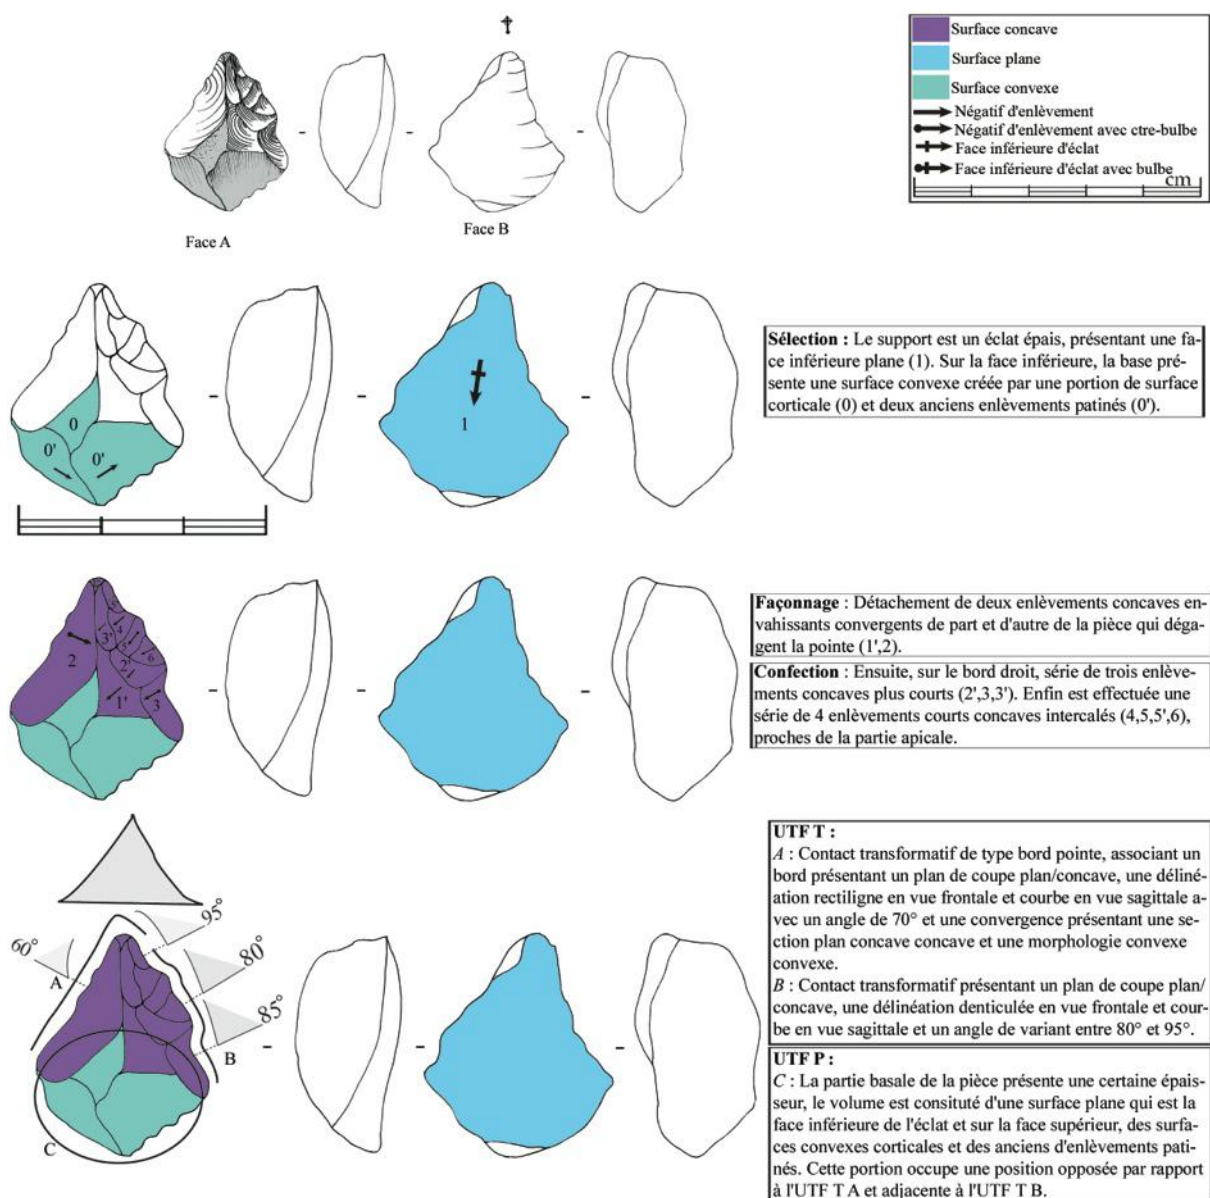 Surface concave
Surface plane
Surface convexe
Négatif d'enlèvement
Négatif d'enlèvement avec ctre-bulbe
Face inférieure d'éclat
Face inférieure d'éclat avec bulbe
cm
Face A
Face B
Sélection : Le support est un éclat épais, présentant une fa-
ce inférieure plane (1). Sur la face inférieure, la base pré-
sente une surface convexe créée par une portion de surface
corticale (0) et deux anciens enlèvements patinés (0').
0
0'
0'
1
Façonnage : Détachement de deux enlèvements concaves en-
vahissants convergents de part et d'autre de la pièce qui déga-
gent la pointe (1',2).
Confection : Ensuite, sur le bord droit, série de trois enlève-
ments concaves plus courts (2',3,3'). Enfin est effectuée une
série de 4 enlèvements courts concaves intercalés (4,5,5',6),
proches de la partie apicale.
5'
4
3'
5
6
2
2'
1'
3
UTF T :
A : Contact transformatif de type bord pointe, associant un
bord présentant un plan de coupe plan/concave, une déliné-
ation rectiligne en vue frontale et courbe en vue sagittale a-
vec un angle de 70° et une convergence présentant une se-
ction plan concave concave et une morphologie convexe
convexe.
B : Contact transformatif présentant un plan de coupe plan/
concave, une délinéation denticulée en vue frontale et cour-
be en vue sagittale et un angle de variant entre 80° et 95°.
UTF P :
C : La partie basale de la pièce présente une certaine épais-
seur, le volume est consituté d'une surface plane qui est la
face inférieure de l'éclat et sur la face supérieur, des surfa-
ces convexes corticales et des anciens d'enlèvements pati-
nés. Cette portion occupe une position opposée par rapport
à l'UTF T A et adjacente à l'UTF T B.
60°
95°
80°
85°
A
B
C